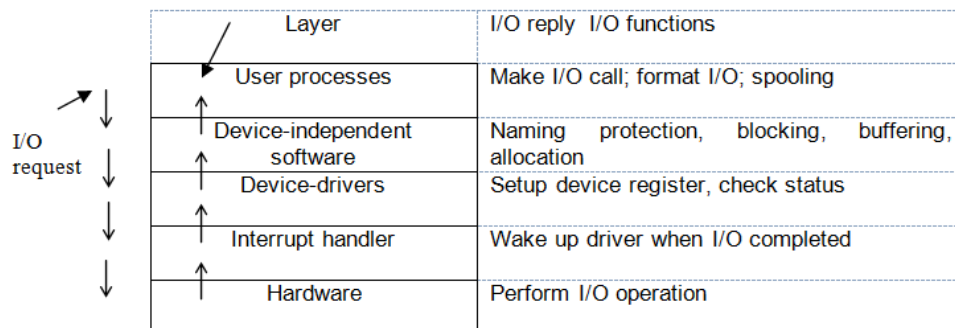 Layer
I/O reply I/O functions
User processes
Make I/O call; format I/O; spooling
I/O
request
Device-independent
software
Naming protection, blocking, buffering,
allocation
Device-drivers
Setup device register, check status
Interrupt handler
Wake up driver when I/O completed
Hardware
Perform I/O operation